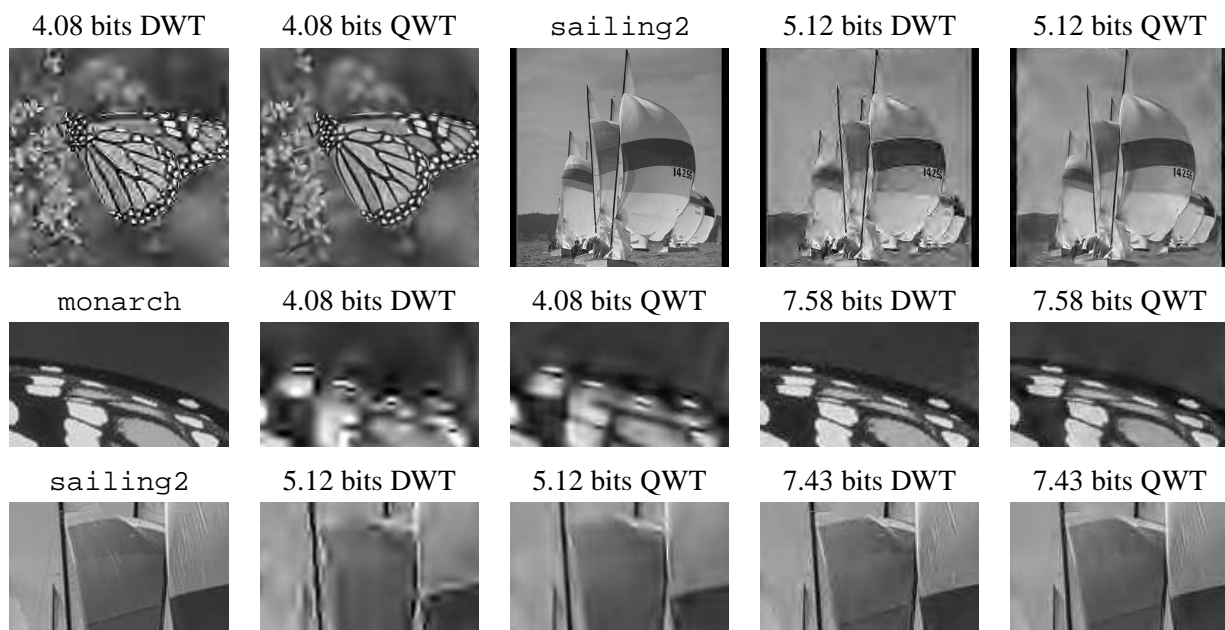 4.08 bits DWT 4.08 bits QWT sailing2 5.12 bits DWT 5.12 bits QWT
14255
monarch 4.08 bits DWT 4.08 bits QWT 7.58 bits DWT 7.58 bits QWT
sailing2 5.12 bits DWT 5.12 bits QWT 7.43 bits DWT 7.43 bits QWT